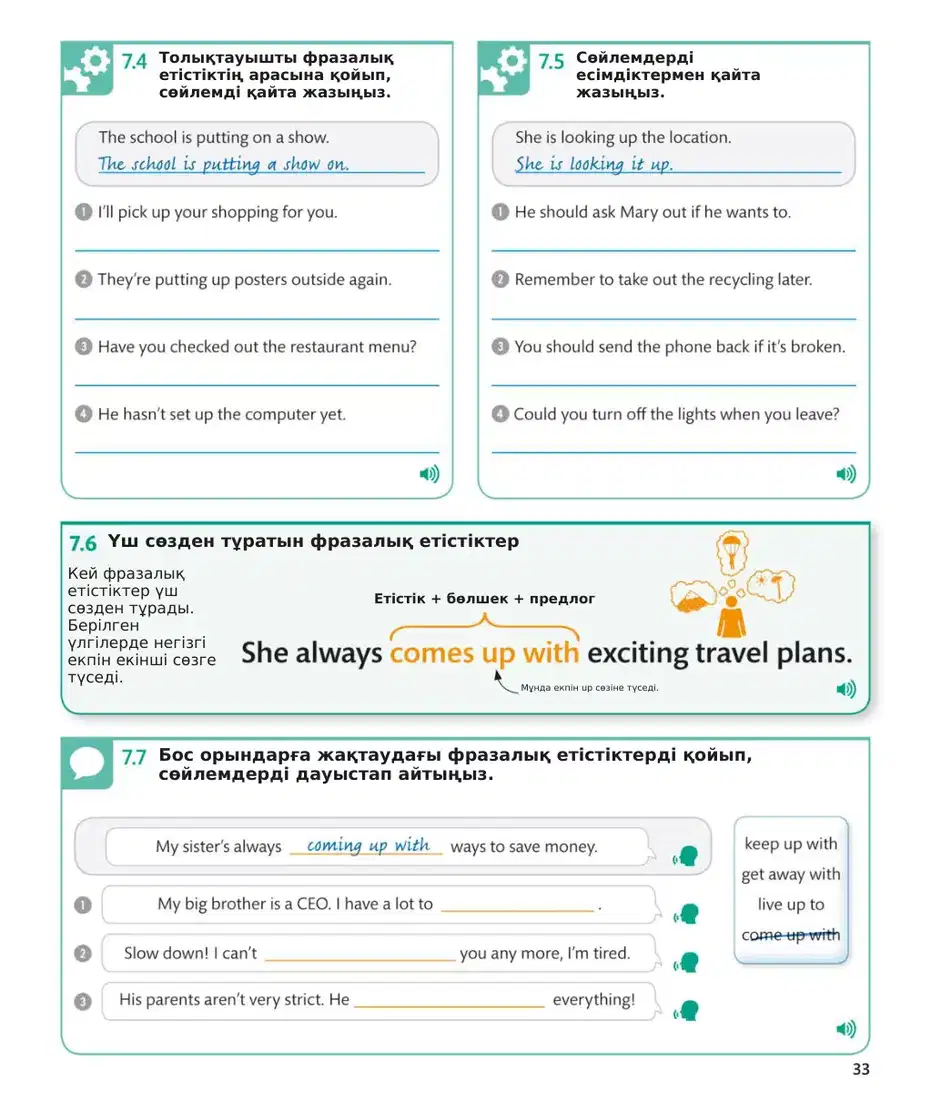 7.4 Толықтауышты фразалық
етістіктің арасына қойып,
сөйлемді қайта жазыңыз.
The school is putting on a show.
The school is putting a show on.
1 I'll pick up your shopping for you.
2 They're putting up posters outside again.
3 Have you checked out the restaurant menu?
4 He hasn't set up the computer yet.
7.5 Сөйлемдерді
есімдіктермен қайта
жазыңыз.
She is looking up the location.
She is looking it up.
1 He should ask Mary out if he wants to.
2 Remember to take out the recycling later.
3 You should send the phone back if it's broken.
4 Could you turn off the lights when you leave?
7.6 Үш сөзден тұратын фразалық етістіктер
Кей фразалық
етістіктер үш
сөзден тұрады.
Берілген
үлгілерде негізгі
екпін екінші сөзге
түседі.
Етістік + бөлшек + предлог
She always comes up with exciting travel plans.
Мұнда екпін up сөзіне түседі.
7.7 Бос орындарға жақтаудағы фразалық етістіктерді қойып,
сөйлемдерді дауыстап айтыңыз.
My sister's always coming up with ways to save money.
1 My big brother is a CEO. I have a lot to .
2 Slow down! I can't you any more, I'm tired.
3 His parents aren't very strict. He everything!
keep up with
get away with
live up to
come up with
33